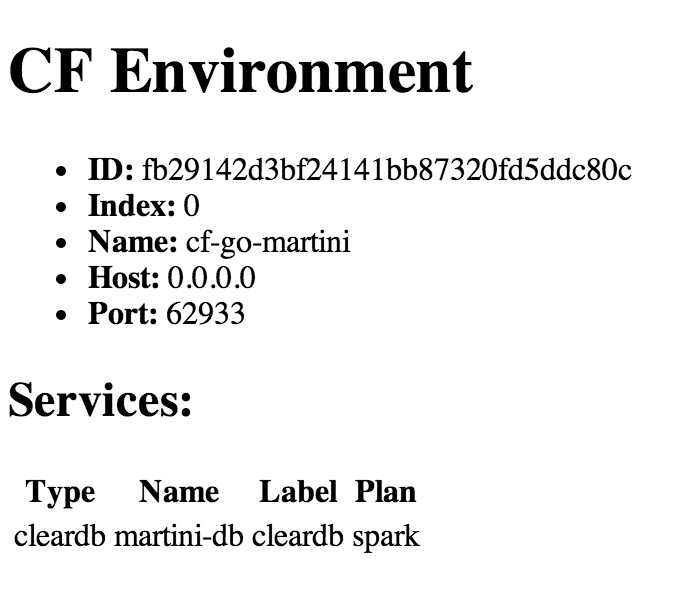 CF Environment
ID: fb29142d3bf24141bb87320fd5ddc80c
Index: 0
Name: cf-go-martini
Host: 0.0.0.0
Port: 62933
Services:
Type Name Label Plan
cleardb martini-db cleardb spark